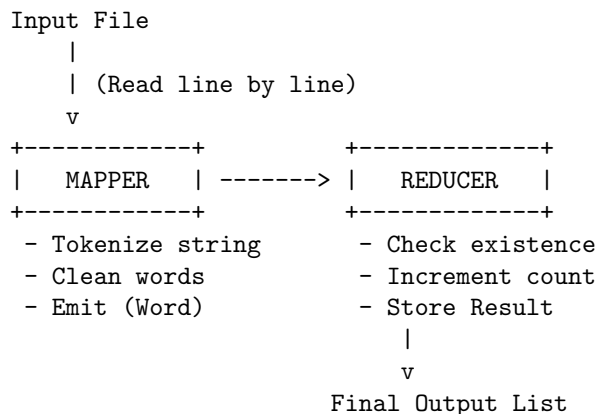 Input File
(Read line by line)
MAPPER
REDUCER
- Tokenize string
- Check existence
- Clean words
- Increment count
- Emit (Word)
- Store Result
Final Output List